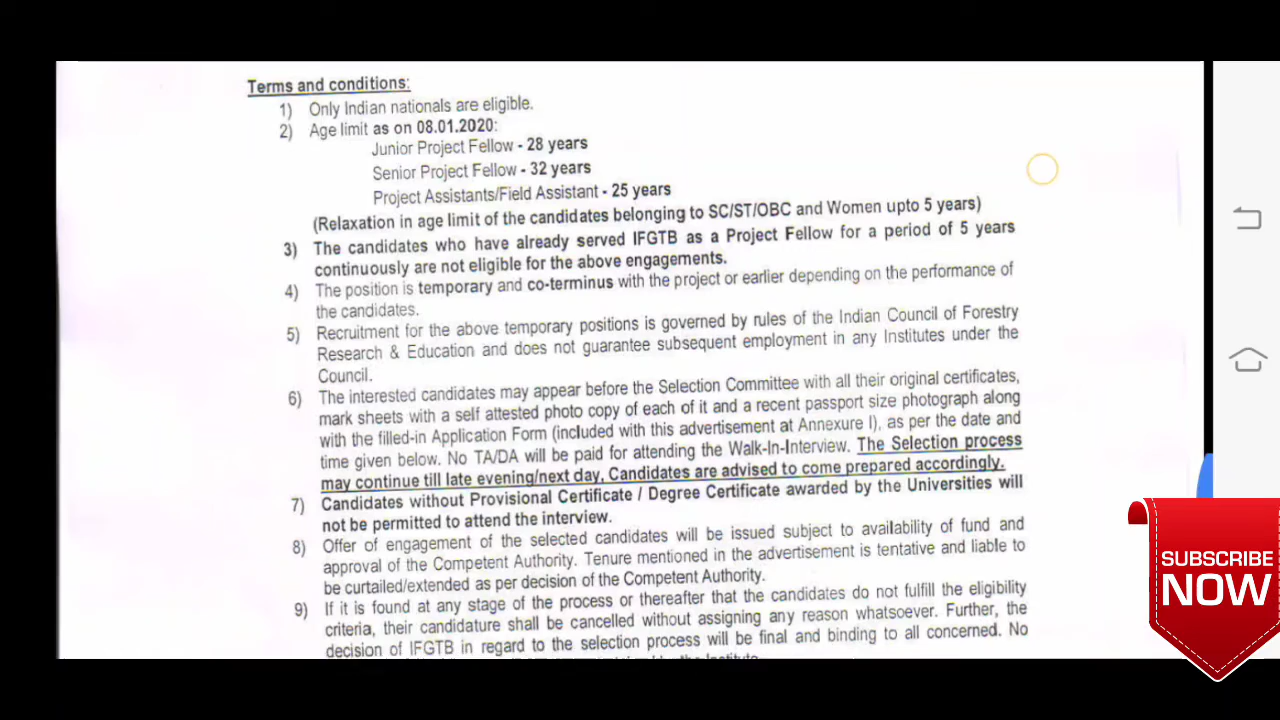 Terms and conditions:
1) Only Indian nationals are eligible.
2) Age limit as on 08.01.2020:
Junior Project Fellow - 28 years
Senior Project Fellow - 32 years
Project Assistants/Field Assistant - 25 years
(Relaxation in age limit of the candidates belonging to SC/ST/OBC and Women upto 5 years)
3) The candidates who have already served IFGTB as a Project Fellow for a period of 5 years
continuously are not eligible for the above engagements.
4) The position is temporary and co-terminus with the project or earlier depending on the performance of
the candidates.
5) Recruitment for the above temporary positions is governed by rules of the Indian Council of Forestry
Research & Education and does not guarantee subsequent employment in any Institutes under the
Council.
6) The interested candidates may appear before the Selection Committee with all their original certificates,
mark sheets with a self attested photo copy of each of it and a recent passport size photograph along
with the filled-in Application Form (included with this advertisement at Annexure I), as per the date and
time given below. No TA/DA will be paid for attending the Walk-In-Interview. The Selection process
may continue till late evening/next day, Candidates are advised to come prepared accordingly.
7) Candidates without Provisional Certificate / Degree Certificate awarded by the Universities will
not be permitted to attend the interview.
8) Offer of engagement of the selected candidates will be issued subject to availability of fund and
approval of the Competent Authority. Tenure mentioned in the advertisement is tentative and liable to
be curtailed/extended as per decision of the Competent Authority.
9) If it is found at any stage of the process or thereafter that the candidates do not fulfill the eligibility
criteria, their candidature shall be cancelled without assigning any reason whatsoever. Further, the
decision of IFGTB in regard to the selection process will be final and binding to all concerned. No
SUBSCRIBE
NOW